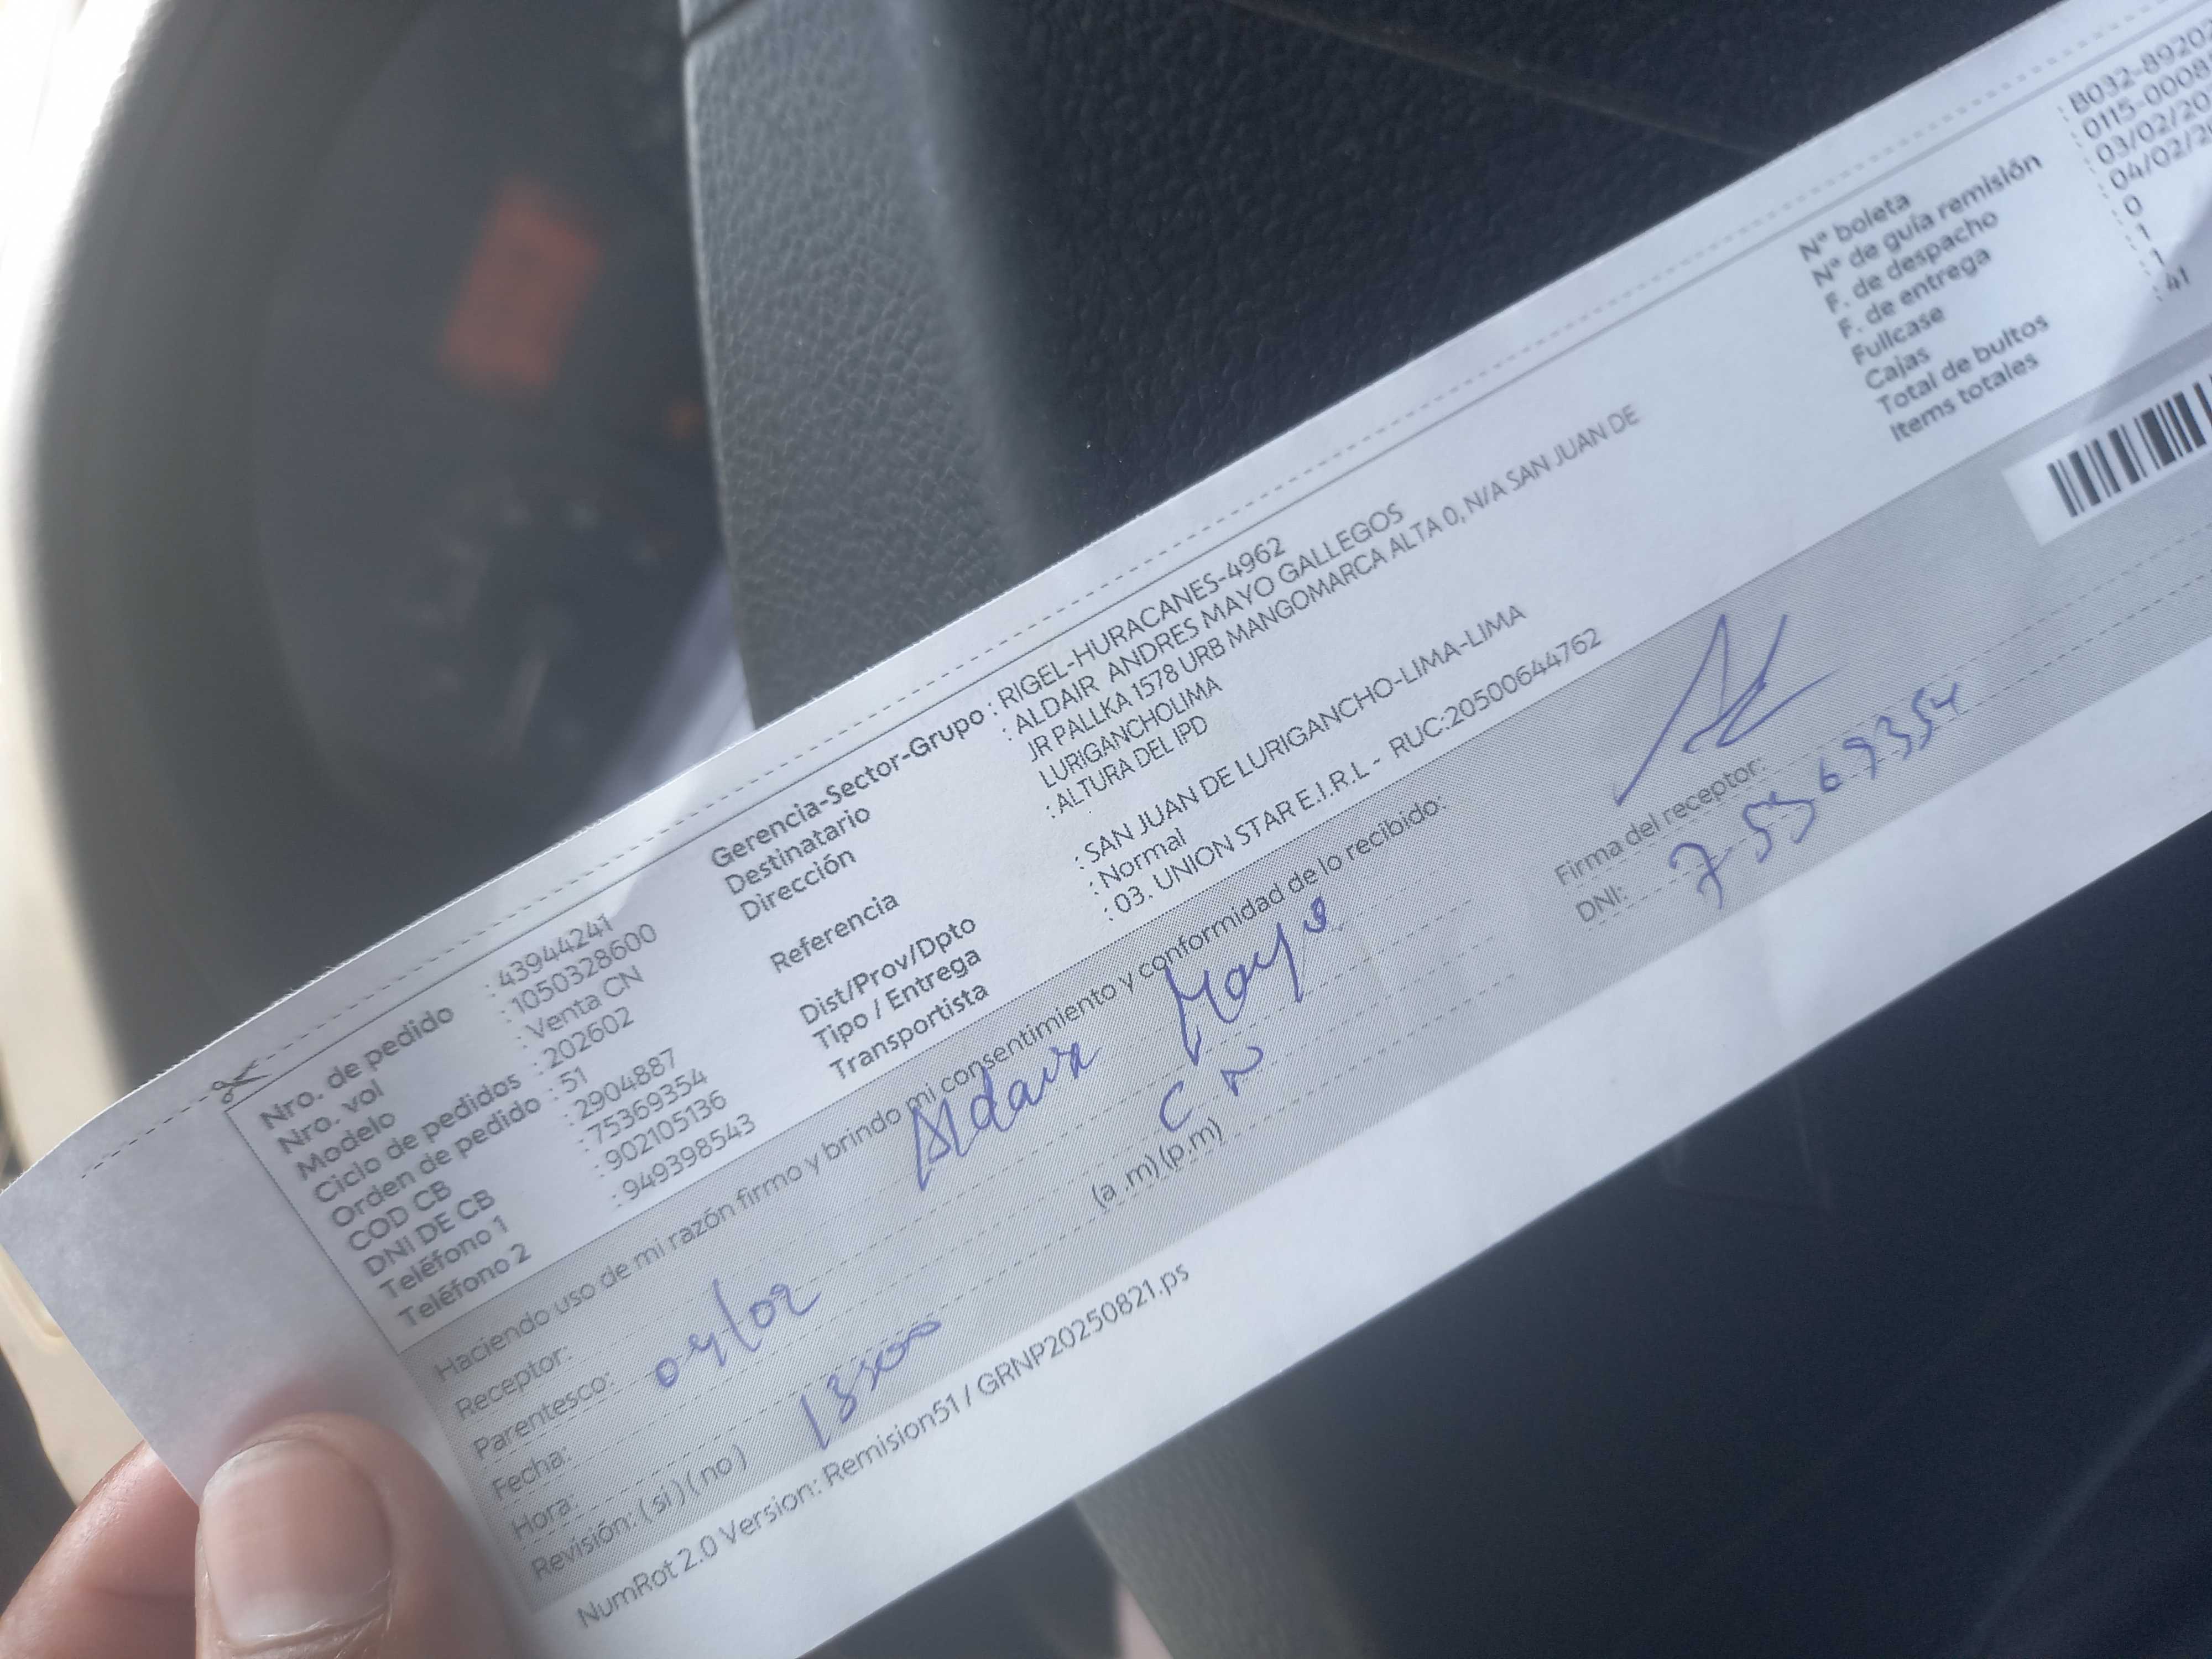 Nro. de pedido : 43944241
Nro. vol : 1050328600
Modelo : Venta CN
Ciclo de pedidos : 202602
Orden de pedido : 51
COD CB : 2904887
DNI DE CB : 75369354
Teléfono 1 : 902105136
Teléfono 2 : 949398543
Gerencia-Sector-Grupo : RIGEL-HURACANES-4962
Destinatario : ALDAIR ANDRES MAYO GALLEGOS
Dirección JR PALLKA 1578 URB MANGOMARCA ALTA 0, N/A SAN JUAN DE
LURIGANCHOLIMA
Referencia : ALTURA DEL IPD
Dist/Prov/Dpto : SAN JUAN DE LURIGANCHO-LIMA-LIMA
Tipo / Entrega : Normal
Transportista : 03. UNION STAR E.I.R.L - RUC:20500644762
N° boleta : B032-8920
N° de guía remisión : 0115-0008
F. de despacho : 03/02/20
F. de entrega : 04/02/2
Fullcase : 0
Cajas : 1
Total de bultos : 1
Items totales : 41
Haciendo uso de mi razón firmo y brindo mi consentimiento y conformidad de lo recibido:
Receptor: Aldair Mayo
Parentesco: CN
Fecha: 04/02
Hora: (a .m) (p.m)
Revisión: ( si ) ( no )
Firma del receptor:
DNI: 75369354
NumRot 2.0 Version: Remision51 / GRNP20250821.ps